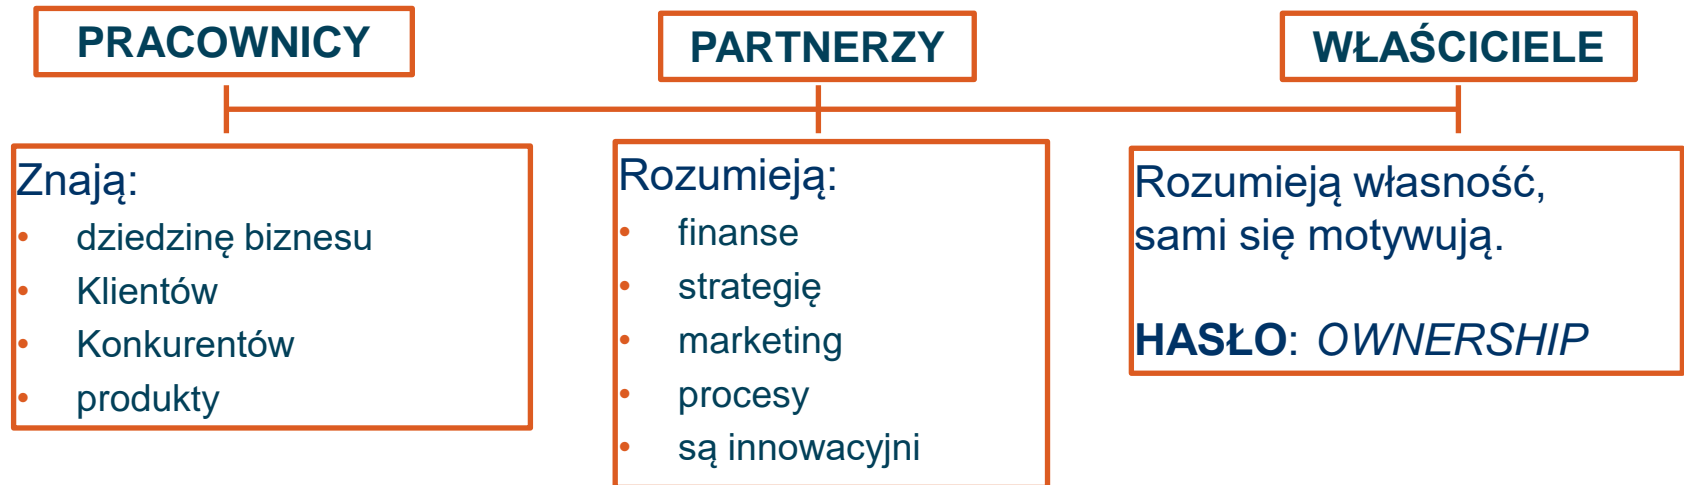 PRACOWNICY
PARTNERZY
WŁAŚCICIELE
Znają:
• dziedzinę biznesu
• Klientów
• Konkurentów
• produkty
Rozumieją:
• finanse
• strategię
• marketing
• procesy
• są innowacyjni
Rozumieją własność,
sami się motywują.
HASŁO: OWNERSHIP